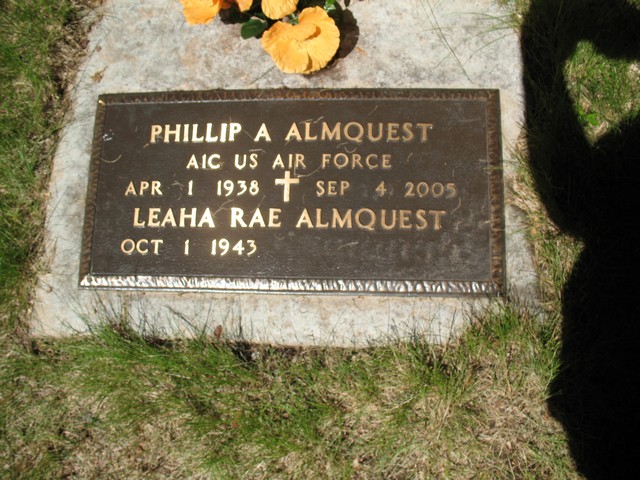 PHILLIP A ALMQUEST
A1C US AIR FORCE
APR 1 1938 SEP 4 2005
LEAHA RAE ALMQUEST
OCT 1 1943